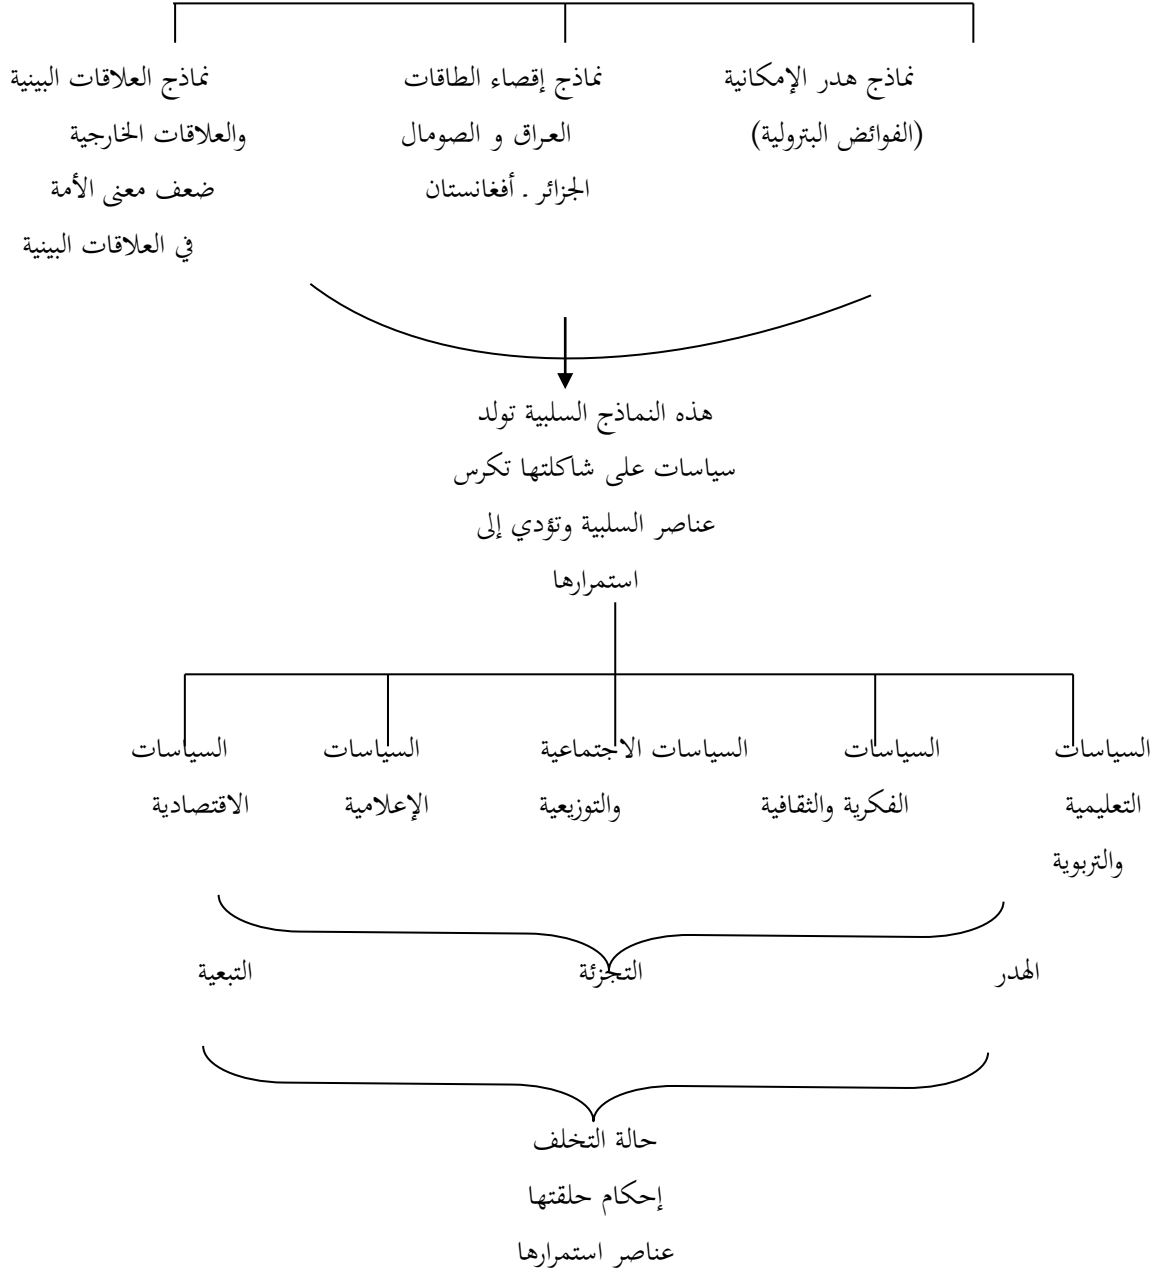 نماذج هدر الإمكانية
(الفوائض البترولية)
نماذج إقصاء الطاقات
العراق و الصومال
الجزائر . أفغانستان
نماذج العلاقات البينية
والعلاقات الخارجية
ضعف معنى الأمة
في العلاقات البينية
هذه النماذج السلبية تولد
سياسات على شاكلتها تكرس
عناصر السلبية وتؤدي إلى
استمرارها
السياسات
التعليمية
والتربوية
السياسات
الفكرية والثقافية
السياسات الاجتماعية
والتوزيعية
السياسات
الإعلامية
السياسات
الاقتصادية
الهدر
التجزئة
التبعية
حالة التخلف
إحكام حلقتها
عناصر استمرارها